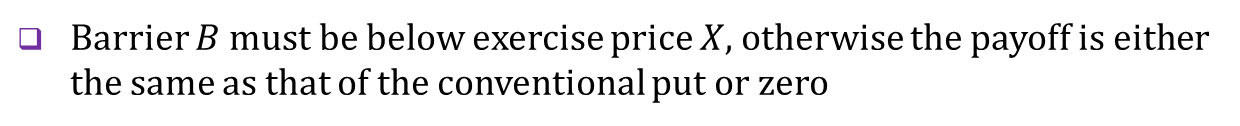 Barrier B must be below exercise price X, otherwise the payoff is either
the same as that of the conventional put or zero